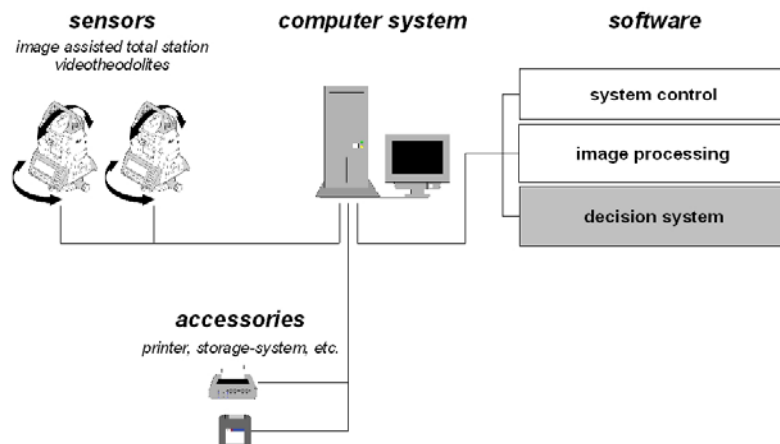 sensors
image assisted total station
videotheodolites
computer system
software
system control
image processing
decision system
accessories
printer, storage-system, etc.